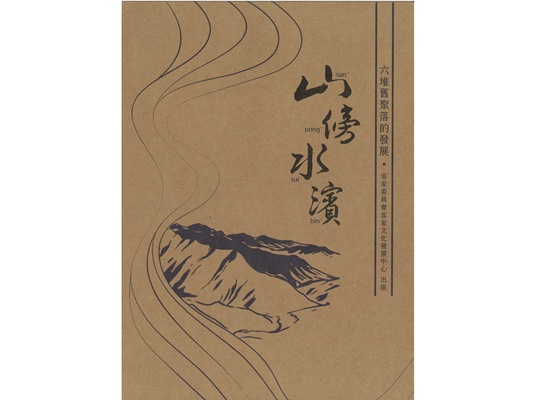 六堆舊聚落的發展・客家委員會客家文化發展中心 出版
山
san
傍
pong
水
sui
濱
bin